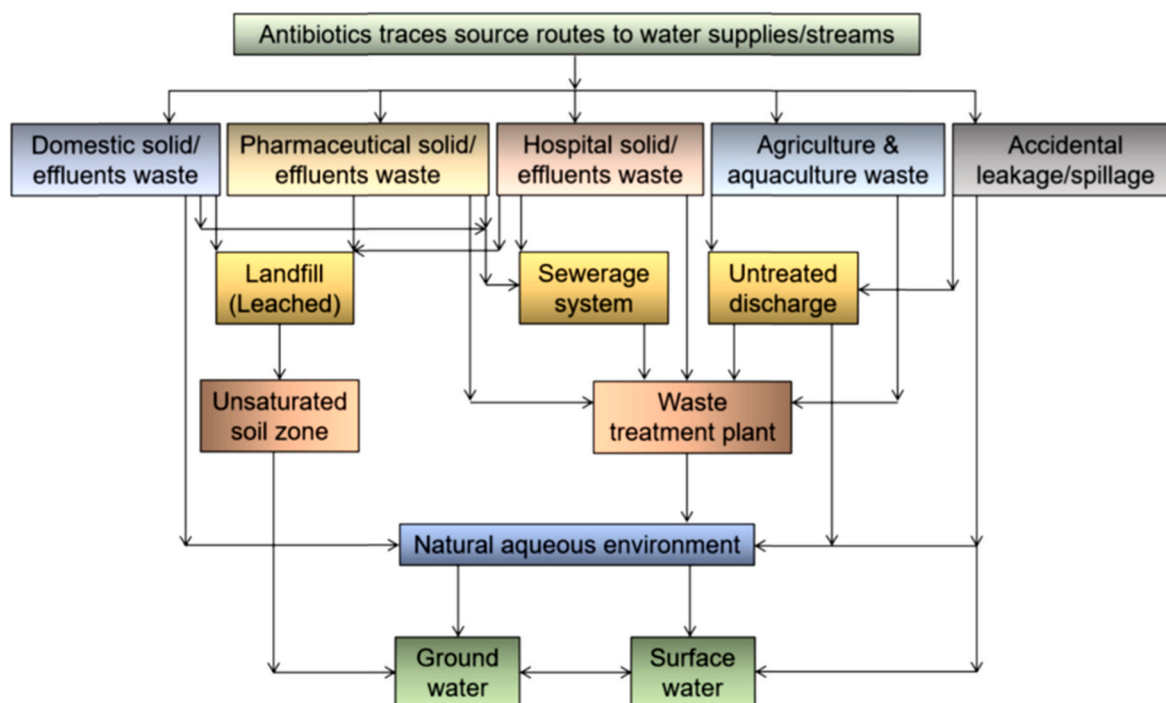 Antibiotics traces source routes to water supplies/streams
Domestic solid/
effluents waste
Pharmaceutical solid/
effluents waste
Hospital solid/
effluents waste
Agriculture &
aquaculture waste
Accidental
leakage/spillage
Landfill
(Leached)
Sewerage
system
Untreated
discharge
Unsaturated
soil zone
Waste
treatment plant
Natural aqueous environment
Ground
water
Surface
water